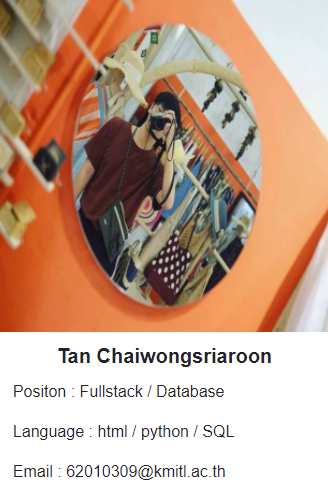 Tan Chaiwongsriaroon
Positon : Fullstack / Database
Language : html / python / SQL
Email : 62010309@kmitl.ac.th